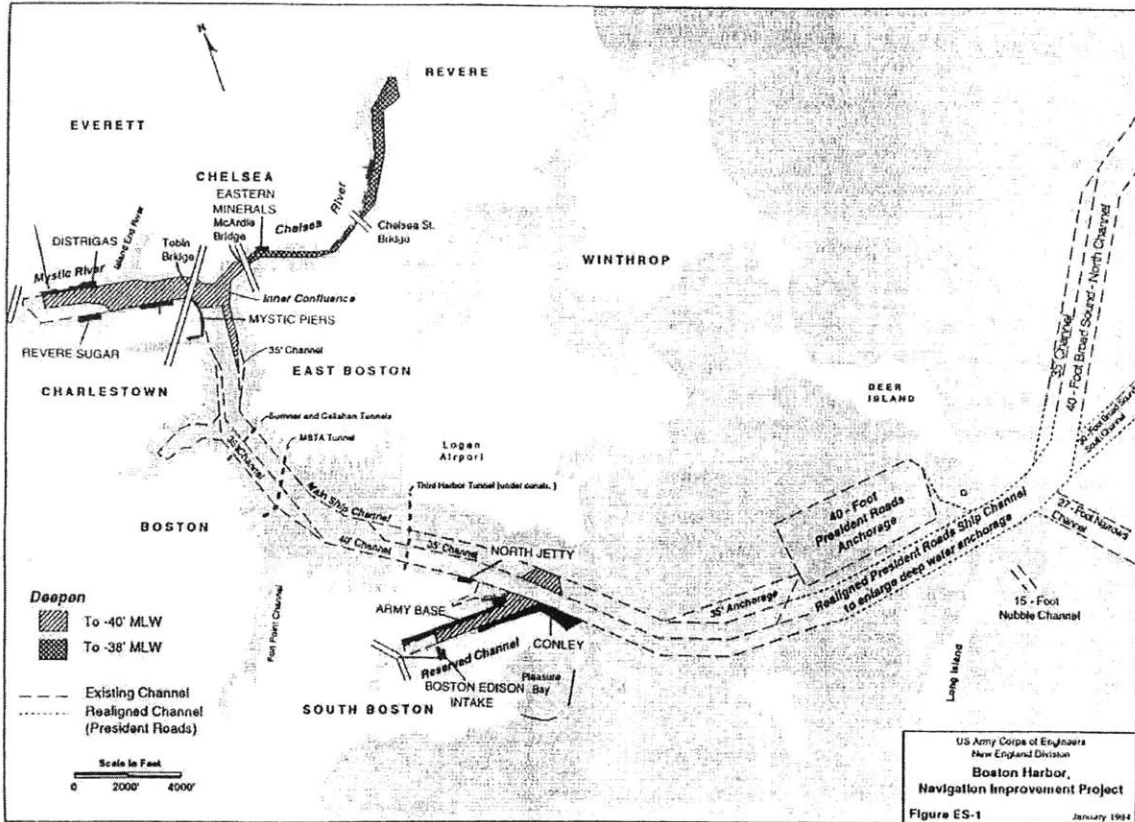 N
REVERE
EVERETT
CHELSEA
EASTERN
MINERALS
McArdle
Bridge
Chelsea
River
Chelsea St.
Bridge
DISTRIGAS
Island End River
Tobin
Bridge
Mystic River
WINTHROP
Inner Confluence
MYSTIC PIERS
REVERE SUGAR
35' Channel
EAST BOSTON
CHARLESTOWN
35' Channel
40-Foot Broad Sound - North Channel
DEER
ISLAND
Sumner and Callahan Tunnels
MBTA Tunnel
35' Channel
Logan
Airport
Main Ship Channel
Third Harbor Tunnel (under constr.)
BOSTON
40' Channel
35' Channel
NORTH JETTY
40 - Foot
President Roads
Anchorage
Realigned President Roads Ship Channel
to enlarge deep water anchorage
35' Anchorage
27-Foot Narrows
Channel
15 - Foot
Nubble Channel
Long Island
ARMY BASE
CONLEY
Reserved Channel
BOSTON EDISON
INTAKE
Pleasure
Bay
SOUTH BOSTON
Fort Point Channel
Deepen
To -40' MLW
To -38' MLW
Existing Channel
Realigned Channel
(President Roads)
Scale in Feet
0 2000' 4000'
US Army Corps of Engineers
New England Division
Boston Harbor,
Navigation Improvement Project
Figure ES-1 January 1994